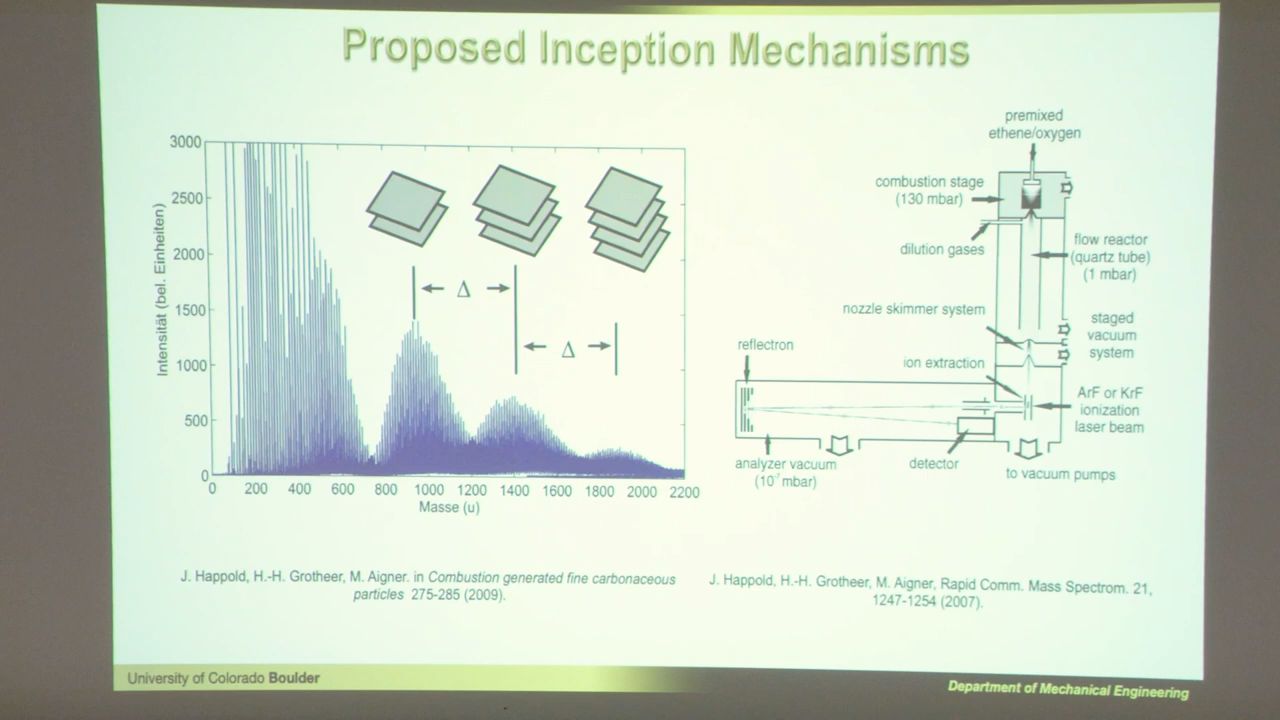 Proposed Inception Mechanisms
3000
2500
2000
1500
1000
500
0
Intensität (bel. Einheiten)
0 200 400 600 800 1000 1200 1400 1600 1800 2000 2200
Masse (u)
Δ
Δ
premixed
ethene/oxygen
combustion stage
(130 mbar)
dilution gases
flow reactor
(quartz tube)
(1 mbar)
nozzle skimmer system
staged
vacuum
system
reflectron
ion extraction
ArF or KrF
ionization
laser beam
analyzer vacuum
(10⁻⁷ mbar)
detector
to vacuum pumps
J. Happold, H.-H. Grotheer, M. Aigner. in Combustion generated fine carbonaceous
particles 275-285 (2009).
J. Happold, H.-H. Grotheer, M. Aigner, Rapid Comm. Mass Spectrom. 21,
1247-1254 (2007).
University of Colorado Boulder
Department of Mechanical Engineering